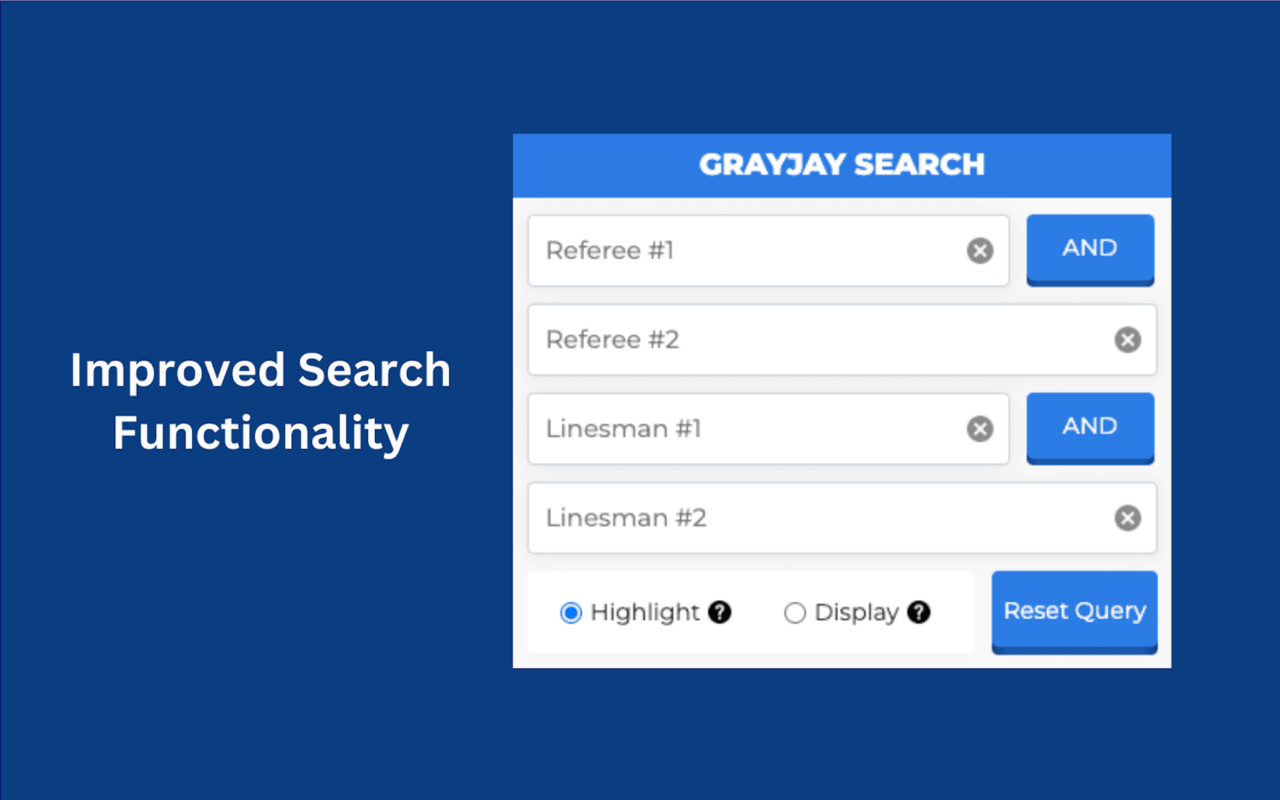 Improved Search
Functionality
GRAYJAY SEARCH
Referee #1
AND
Referee #2
Linesman #1
AND
Linesman #2
Highlight ?
Display ?
Reset Query